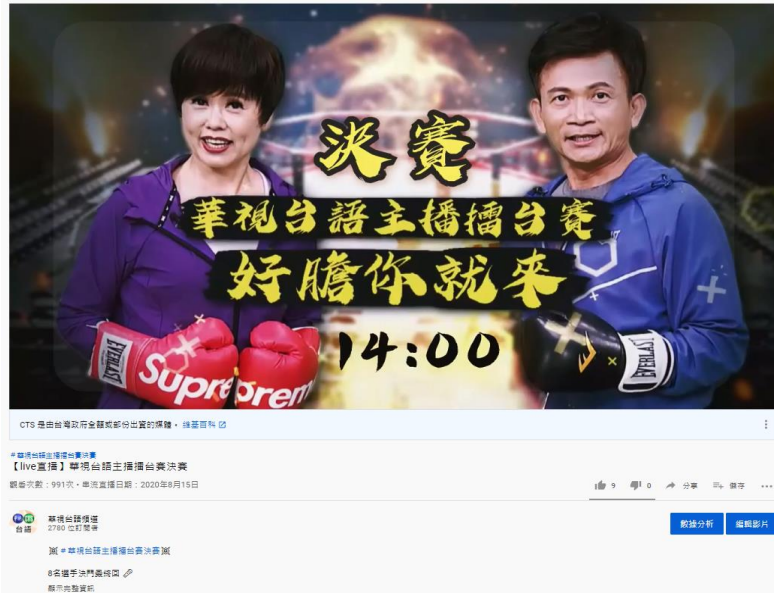 決賽
華視台語主播擂台賽
好膽你就來
14:00
EVERLAST
Supre
prem
EVERLAST
CTS 是由台灣政府全額或部份出資的媒體。 維基百科
#華視台語主播擂台賽決賽
【live直播】華視台語主播擂台賽決賽
觀看次數：991次・串流直播日期：2020年8月15日
9 0 分享 儲存
台語
華視台語頻道
2780 位訂閱者
數據分析 編輯影片
#華視台語主播擂台賽決賽
8名選手決鬥最終回
顯示完整資訊